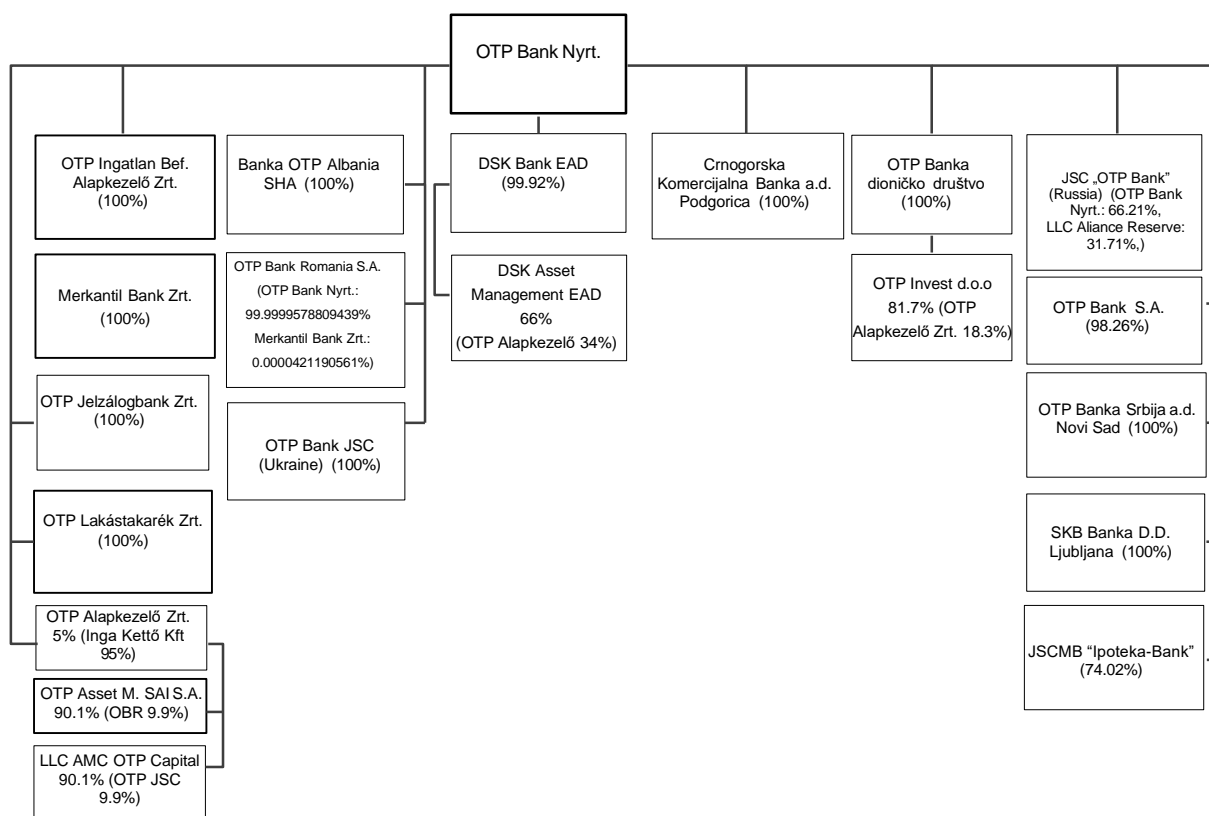 OTP Bank Nyrt.
OTP Ingatlan Bef.
Alapkezelő Zrt.
(100%)
Merkantil Bank Zrt.
(100%)
OTP Jelzálogbank Zrt.
(100%)
OTP Lakástakarék Zrt.
(100%)
OTP Alapkezelő Zrt.
5% (Inga Kettő Kft
95%)
OTP Asset M. SAI S.A.
90.1% (OBR 9.9%)
LLC AMC OTP Capital
90.1% (OTP JSC
9.9%)
Banka OTP Albania
SHA (100%)
OTP Bank Romania S.A.
(OTP Bank Nyrt.:
99.9999578809439%
Merkantil Bank Zrt.:
0.0000421190561%)
OTP Bank JSC
(Ukraine) (100%)
DSK Bank EAD
(99.92%)
DSK Asset
Management EAD
66%
(OTP Alapkezelő 34%)
Crnogorska
Komercijalna Banka a.d.
Podgorica (100%)
OTP Banka
dioničko društvo
(100%)
OTP Invest d.o.o
81.7% (OTP
Alapkezelő Zrt. 18.3%)
JSC „OTP Bank”
(Russia) (OTP Bank
Nyrt.: 66.21%,
LLC Aliance Reserve:
31.71%,)
OTP Bank S.A.
(98.26%)
OTP Banka Srbija a.d.
Novi Sad (100%)
SKB Banka D.D.
Ljubljana (100%)
JSCMB “Ipoteka-Bank”
(74.02%)